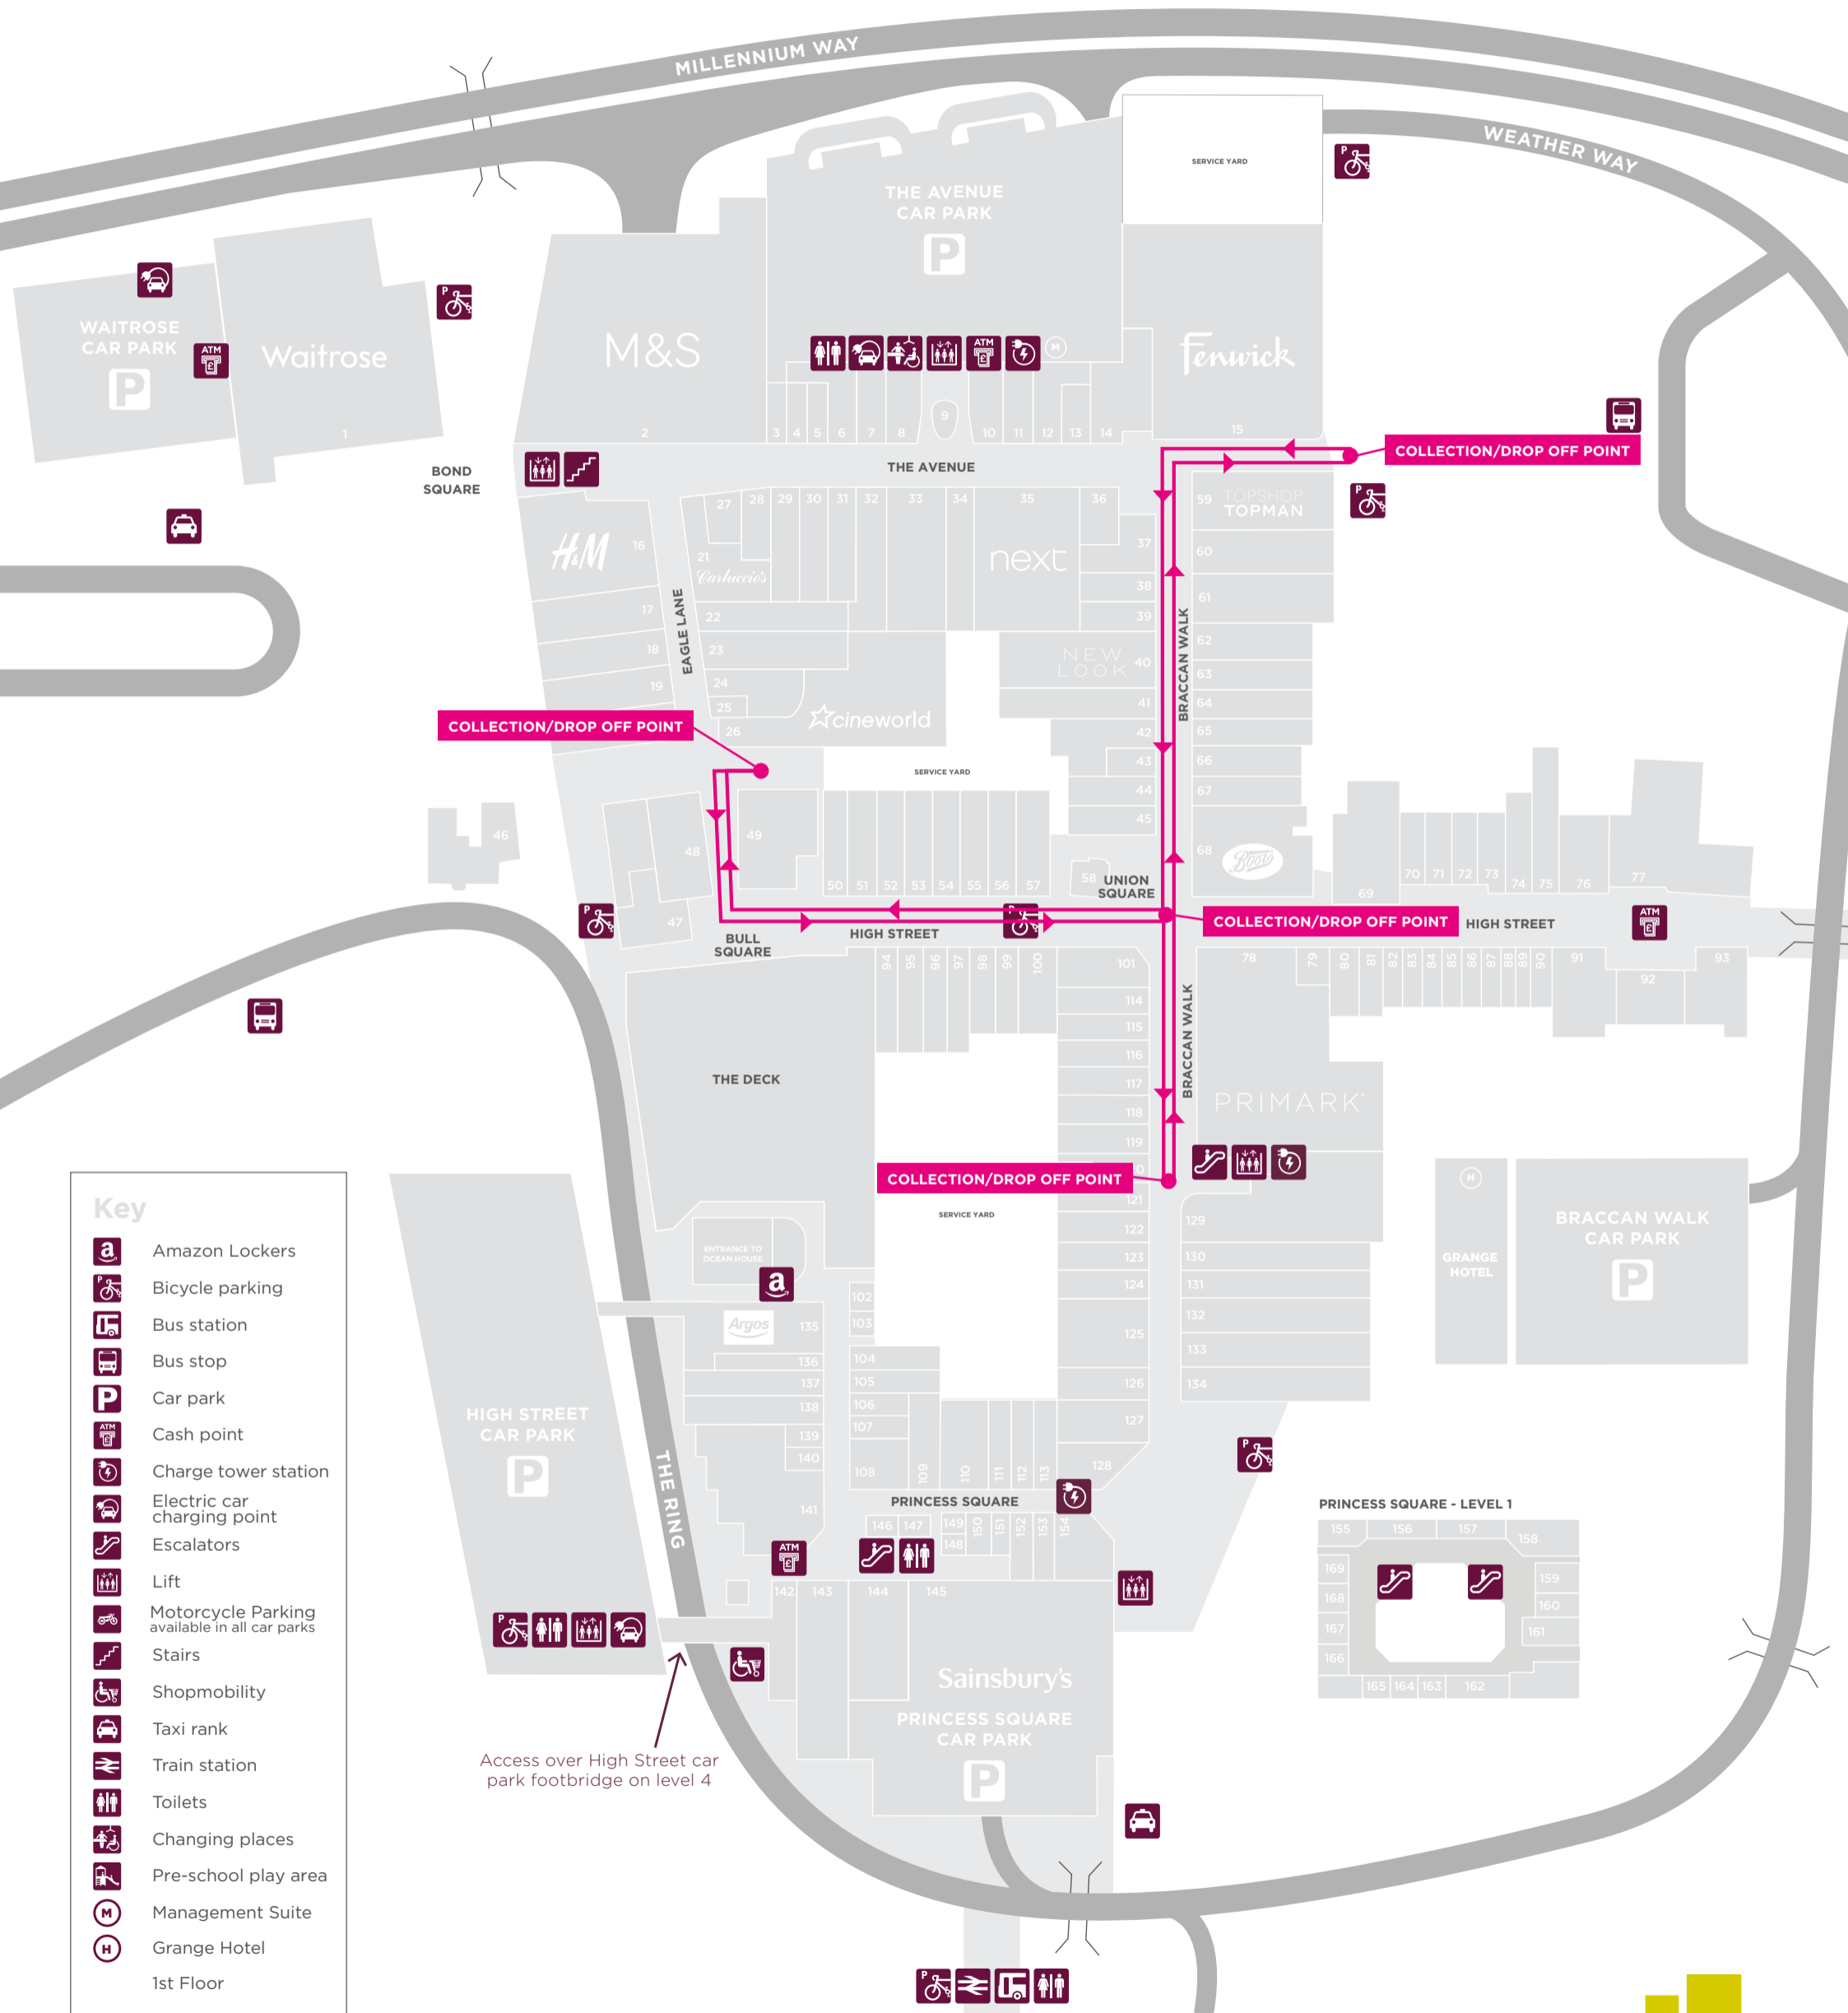 MILLENNIUM WAY
WEATHER WAY
SERVICE YARD
THE AVENUE
CAR PARK
P
WAITROSE
CAR PARK
P
ATM
Waitrose
1
P
M&S
2
ATM
M
fenwick
15
P
3 4 5 6 7 8 9 10 11 12 13 14
BOND
SQUARE
THE AVENUE
COLLECTION/DROP OFF POINT
P
H&M
16
17
18
19
EAGLE LANE
27 28 29 30 31 32 33 34 35 36
21
Carluccio's
22
23
24
25
26
cineworld
next
37
38
39
NEW
LOOK
40
41
42
43
44
45
BRACCAN WALK
59
TOPSHOP
TOPMAN
60
61
62
63
64
65
66
67
68
Boots
COLLECTION/DROP OFF POINT
SERVICE YARD
46
48
47
49
50 51 52 53 54 55 56 57
58
UNION
SQUARE
69 70 71 72 73 74 75 76 77
P
BULL
SQUARE
HIGH STREET
P
COLLECTION/DROP OFF POINT
HIGH STREET
ATM
94 95 96 97 98 99 100
101
114
115
116
117
118
119
78 79 80 81 82 83 84 85 86 87 88 89 90 91 92 93
BRACCAN WALK
PRIMARK
THE DECK
COLLECTION/DROP OFF POINT
121
122
123
124
125
126
127
128
129
130
131
132
133
134
SERVICE YARD
ENTRANCE TO
OCEAN HOUSE
a
Argos
135
136
137
138
139
140
141
102
103
104
105
106
107
108
109 110 111 112 113
H
GRANGE
HOTEL
BRACCAN WALK
CAR PARK
P
HIGH STREET
CAR PARK
P
THE RING
PRINCESS SQUARE
P
146 147 149 148 150 151 152 153 154
ATM
142 143 144 145
P
Sainsbury's
PRINCESS SQUARE
CAR PARK
P
Access over High Street car
park footbridge on level 4
PRINCESS SQUARE - LEVEL 1
155 156 157 158
159
160
161
162
163
164
165
166
167
168
169
P
Key
a Amazon Lockers
P Bicycle parking
Bus station
Bus stop
P Car park
ATM Cash point
Charge tower station
Electric car
charging point
Escalators
Lift
Motorcycle Parking
available in all car parks
Stairs
Shopmobility
Taxi rank
Train station
Toilets
Changing places
Pre-school play area
M Management Suite
H Grange Hotel
1st Floor